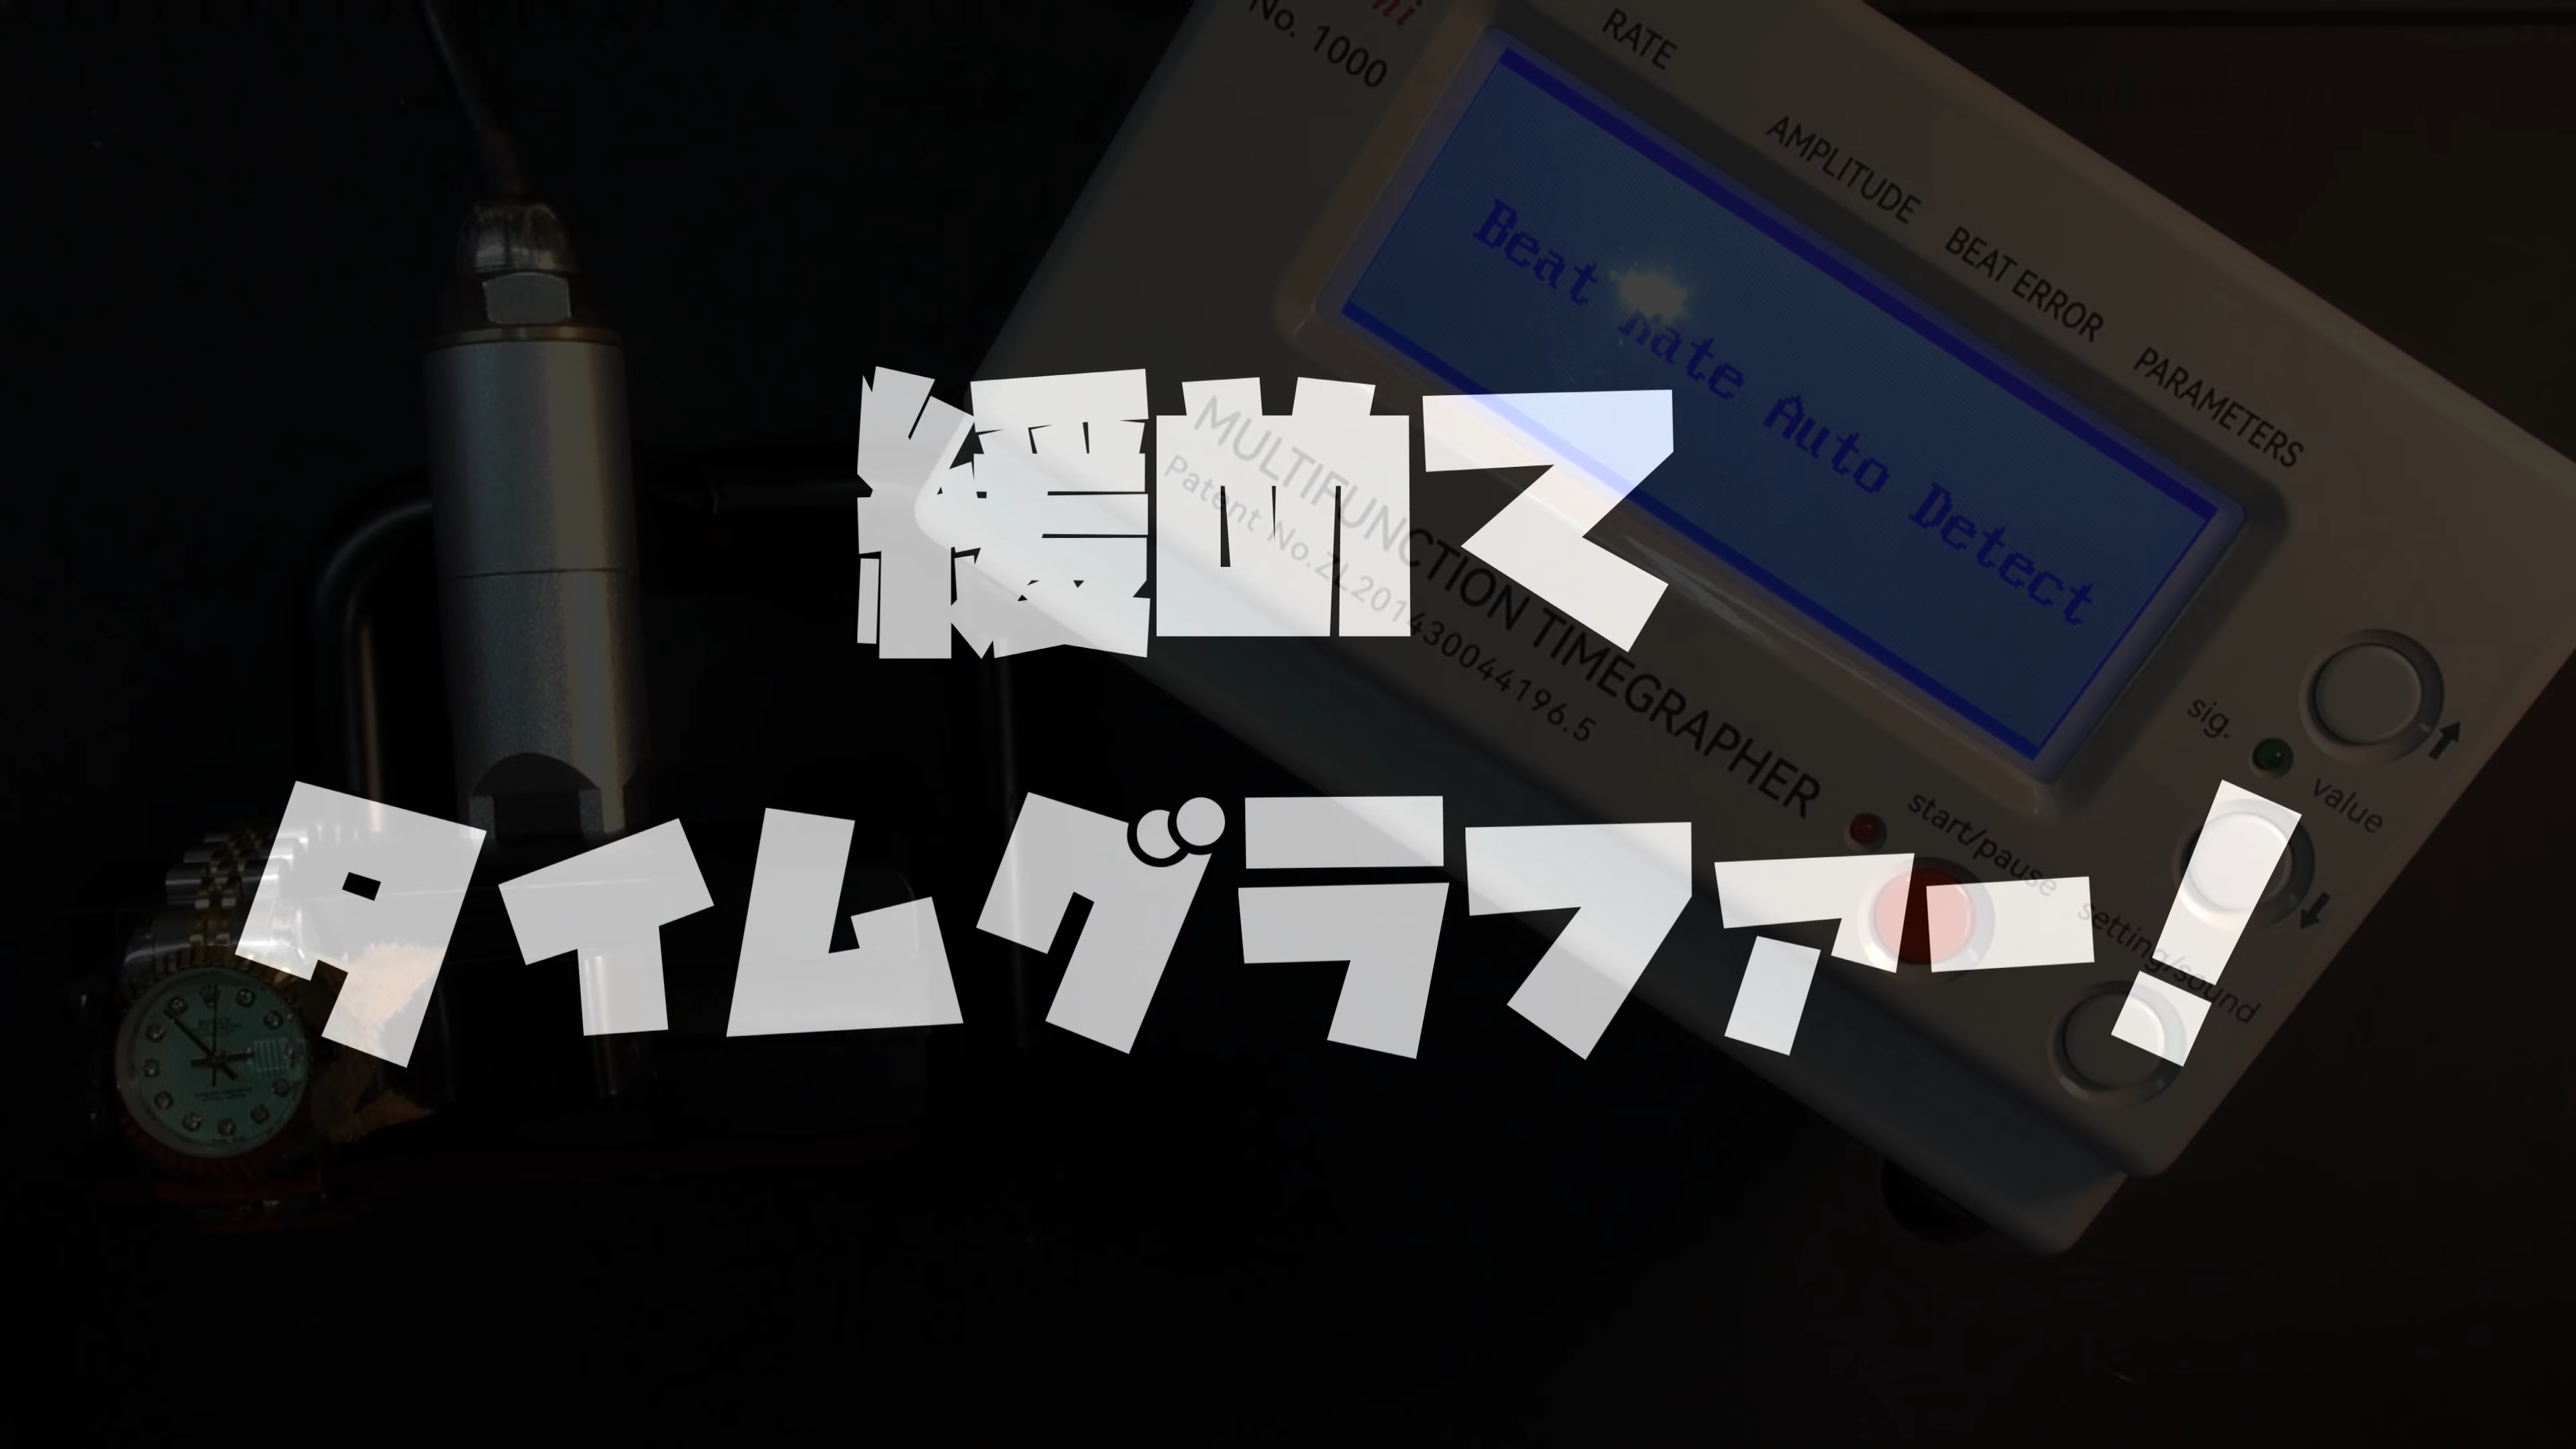 緩めて
タイムグラファー!
No. 1000
RATE
AMPLITUDE
BEAT ERROR
PARAMETERS
Beat Rate Auto Detect
MULTIFUNCTION TIMEGRAPHER
Patent No.ZL201430044196.5
sig.
value
start/pause
setting/sound